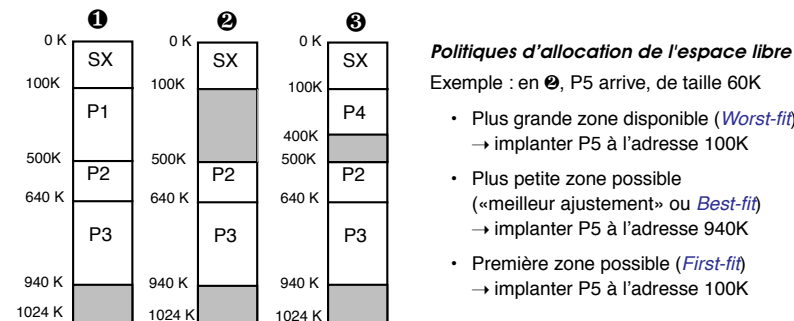 ❶ ❷ ❸
0 K
SX
100K
P1
500K
P2
640 K
P3
940 K
1024 K
0 K
SX
100K
500K
P2
640 K
P3
940 K
1024 K
0 K
SX
100K
P4
400K
500K
P2
640 K
P3
940 K
1024 K
Politiques d'allocation de l'espace libre
Exemple : en ❷, P5 arrive, de taille 60K
• Plus grande zone disponible (Worst-fit)
→ implanter P5 à l'adresse 100K
• Plus petite zone possible
(«meilleur ajustement» ou Best-fit)
→ implanter P5 à l'adresse 940K
• Première zone possible (First-fit)
→ implanter P5 à l'adresse 100K